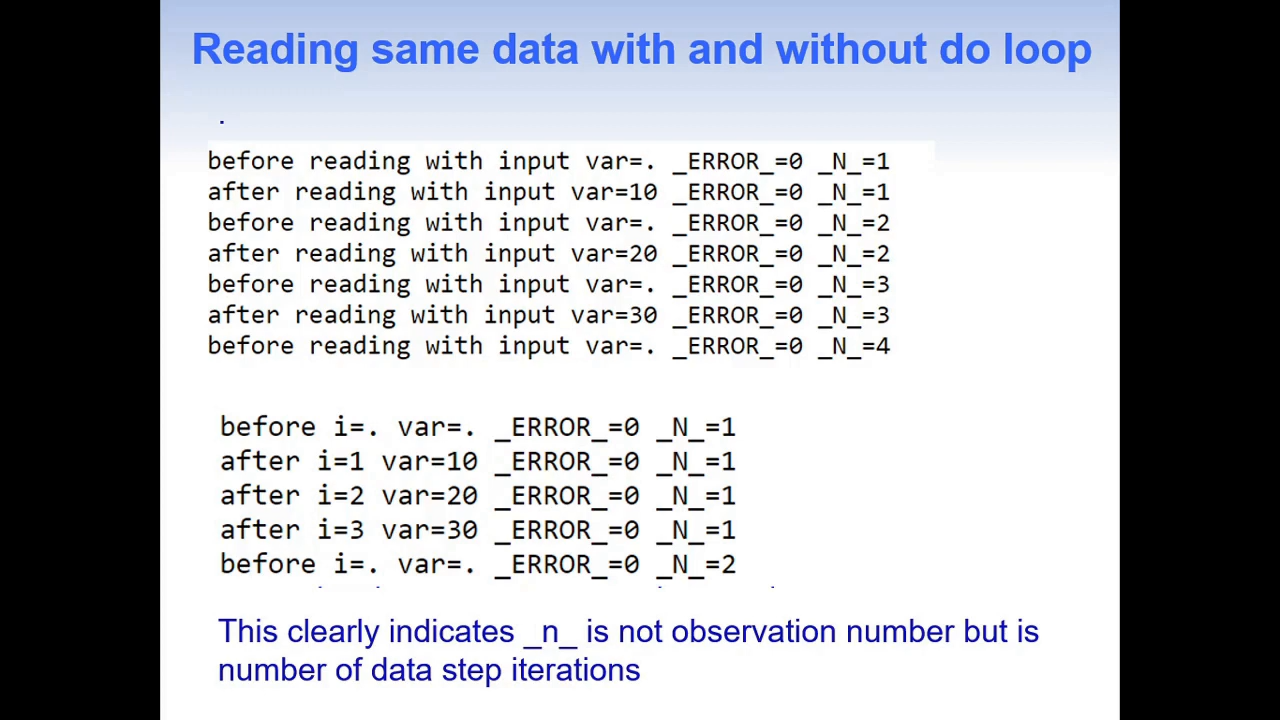 Reading same data with and without do loop
.
before reading with input var=. _ERROR_=0 _N_=1
after reading with input var=10 _ERROR_=0 _N_=1
before reading with input var=. _ERROR_=0 _N_=2
after reading with input var=20 _ERROR_=0 _N_=2
before reading with input var=. _ERROR_=0 _N_=3
after reading with input var=30 _ERROR_=0 _N_=3
before reading with input var=. _ERROR_=0 _N_=4
before i=. var=. _ERROR_=0 _N_=1
after i=1 var=10 _ERROR_=0 _N_=1
after i=2 var=20 _ERROR_=0 _N_=1
after i=3 var=30 _ERROR_=0 _N_=1
before i=. var=. _ERROR_=0 _N_=2
This clearly indicates _n_ is not observation number but is
number of data step iterations